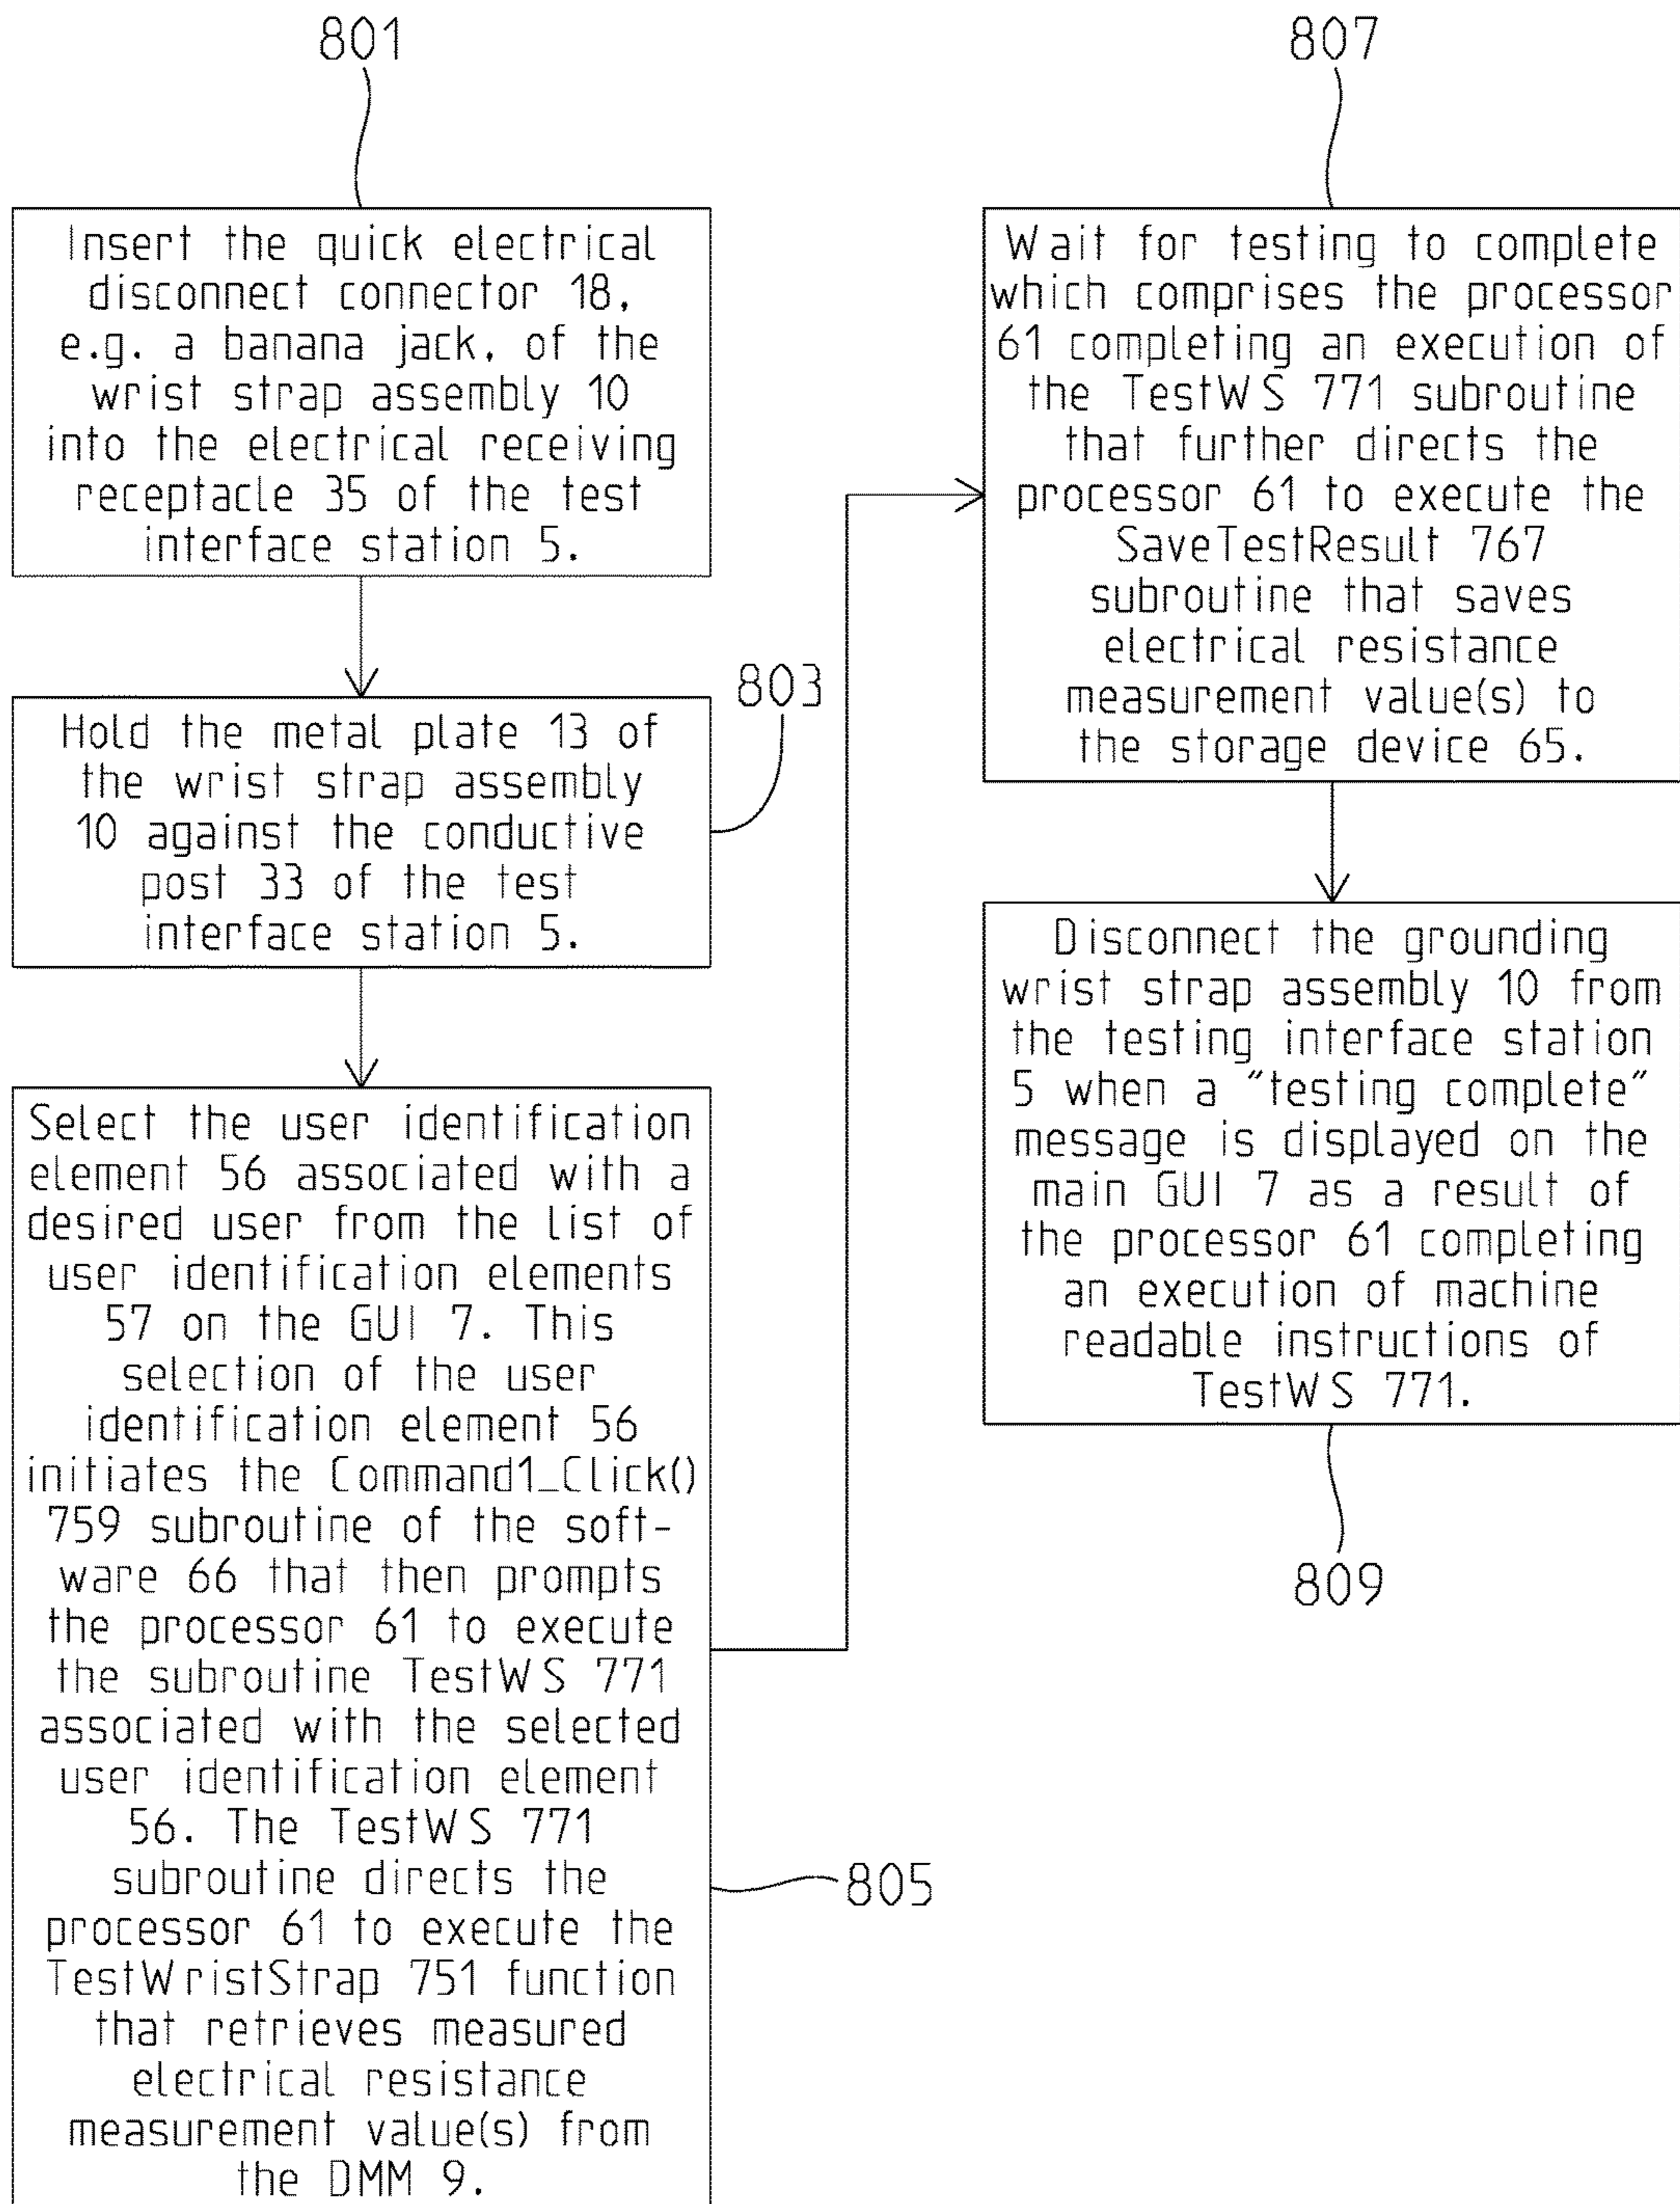 801
Insert the quick electrical
disconnect connector 18,
e.g. a banana jack, of the
wrist strap assembly 10
into the electrical receiving
receptacle 35 of the test
interface station 5.
803
Hold the metal plate 13 of
the wrist strap assembly
10 against the conductive
post 33 of the test
interface station 5.
Select the user identification
element 56 associated with a
desired user from the list of
user identification elements
57 on the GUI 7. This
selection of the user
identification element 56
initiates the Command1_Click()
759 subroutine of the soft-
ware 66 that then prompts
the processor 61 to execute
the subroutine TestWS 771
associated with the selected
user identification element
56. The TestWS 771
subroutine directs the
processor 61 to execute the
TestWristStrap 751 function
that retrieves measured
electrical resistance
measurement value(s) from
the DMM 9.
805
807
Wait for testing to complete
which comprises the processor
61 completing an execution of
the TestWS 771 subroutine
that further directs the
processor 61 to execute the
SaveTestResult 767
subroutine that saves
electrical resistance
measurement value(s) to
the storage device 65.
Disconnect the grounding
wrist strap assembly 10 from
the testing interface station
5 when a "testing complete"
message is displayed on the
main GUI 7 as a result of
the processor 61 completing
an execution of machine
readable instructions of
TestWS 771.
809